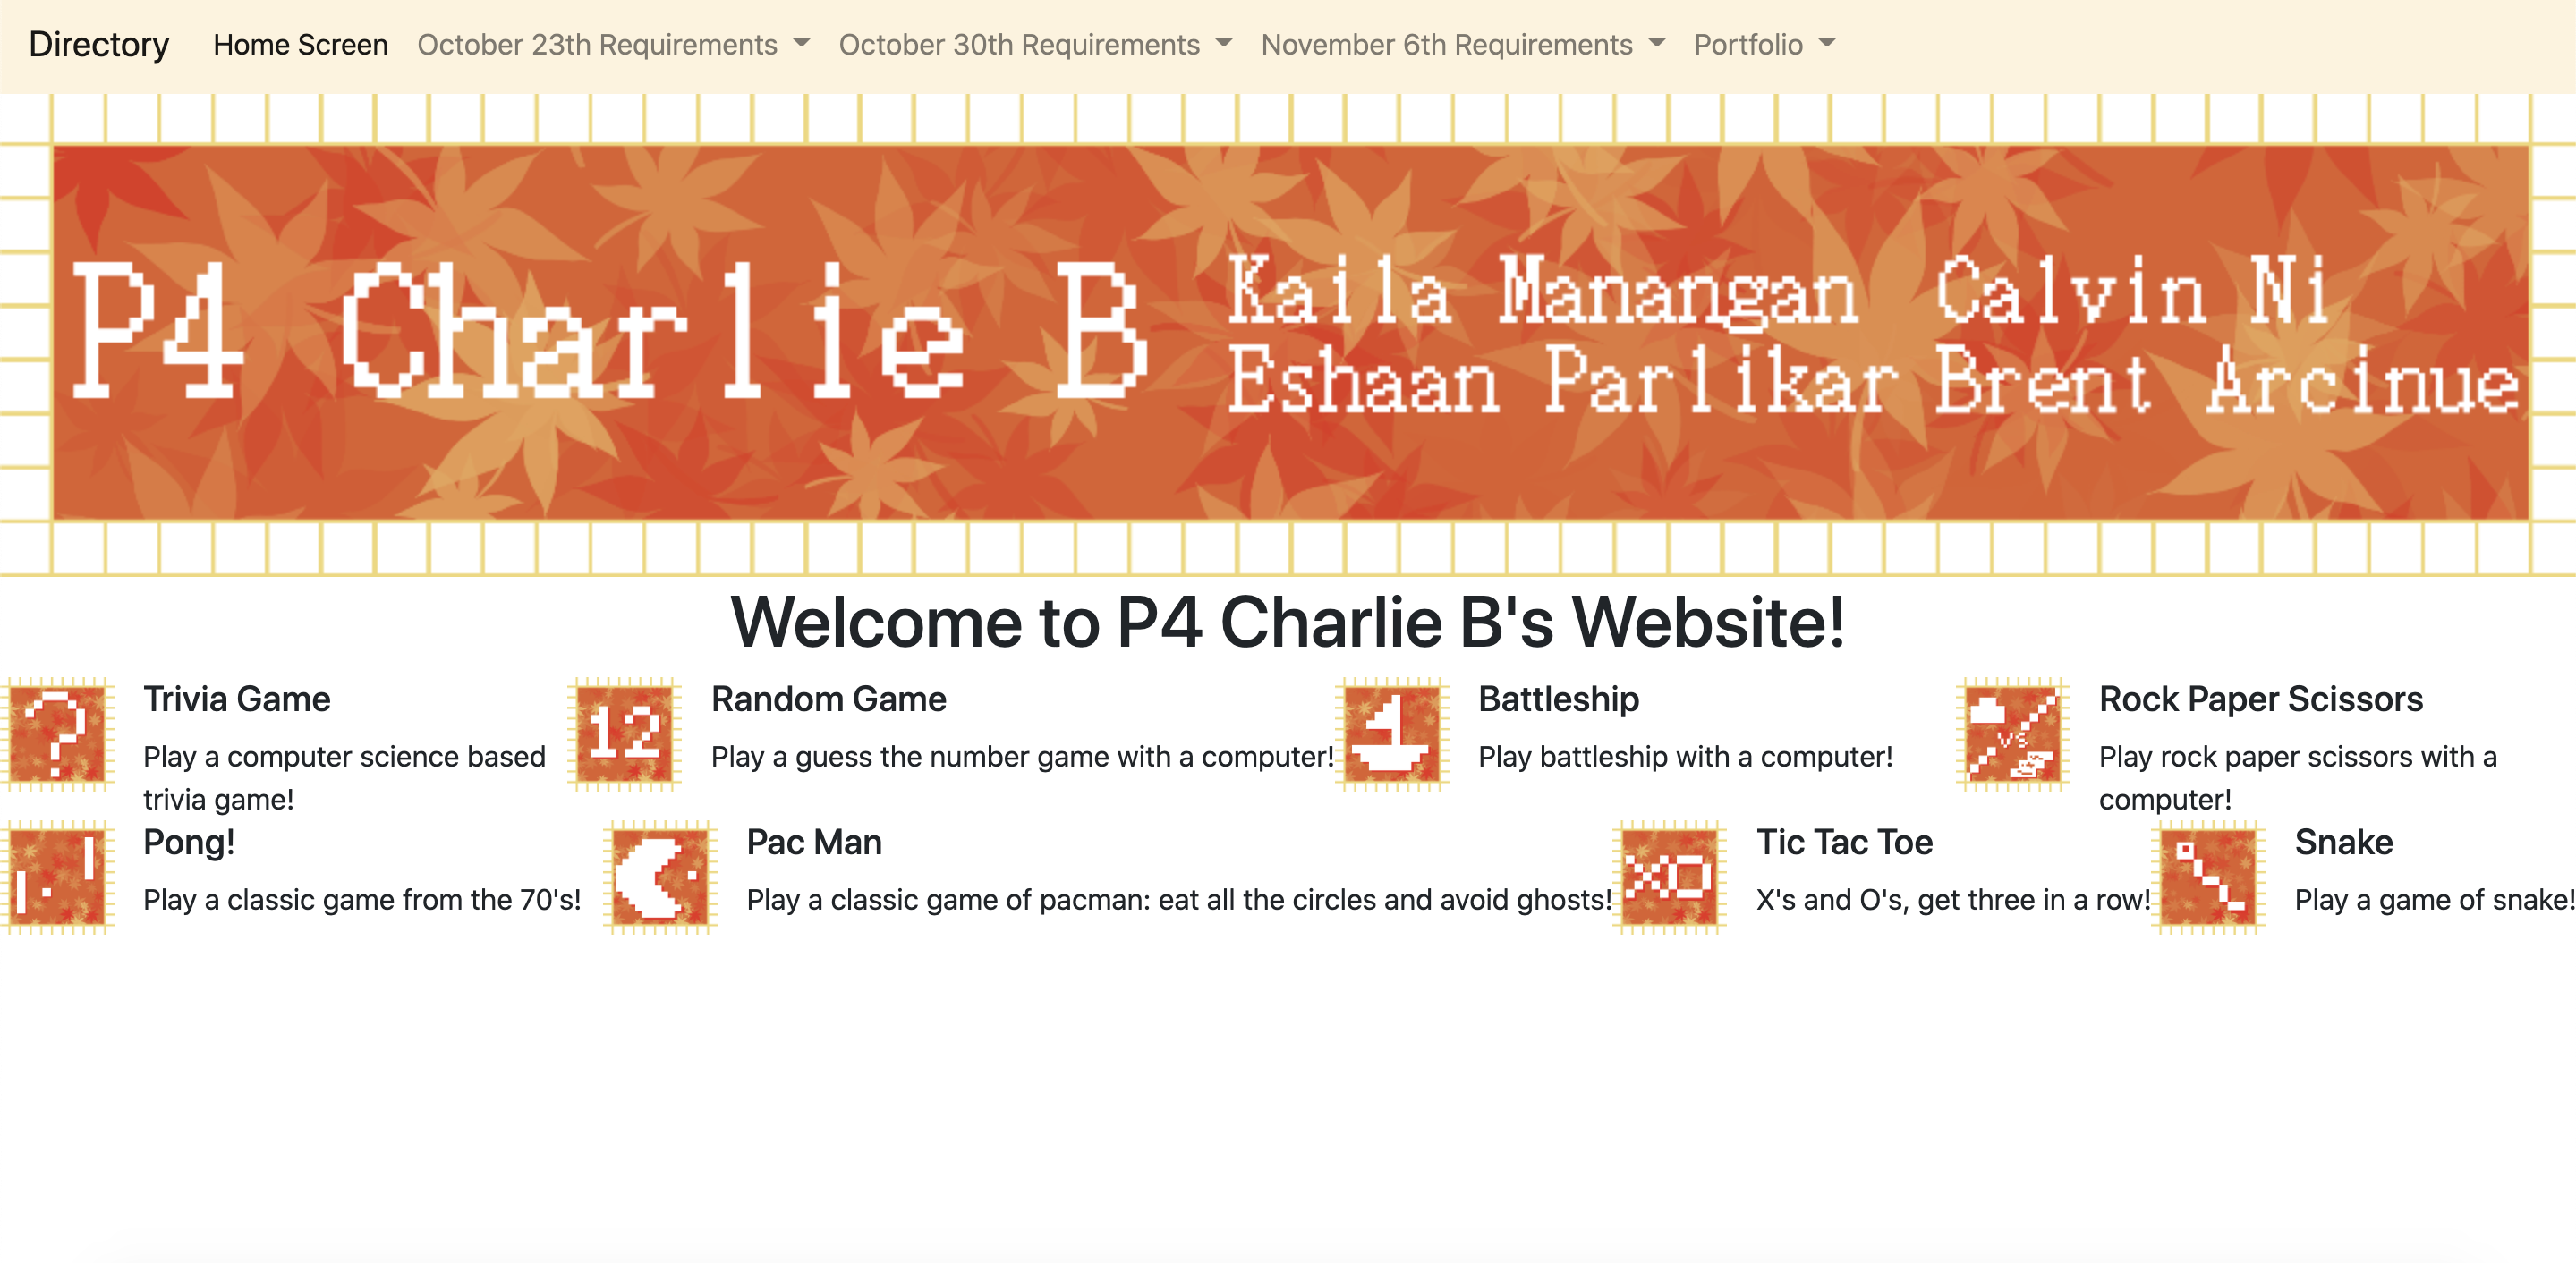 Directory Home Screen October 23th Requirements October 30th Requirements November 6th Requirements Portfolio
P4 Charlie B
Kaila Manangan Calvin Ni
Eshaan Parlikar Brent Arcinue
Welcome to P4 Charlie B's Website!
?
Trivia Game
Play a computer science based
trivia game!
12
Random Game
Play a guess the number game with a computer!
Battleship
Play battleship with a computer!
VS
Rock Paper Scissors
Play rock paper scissors with a
computer!
Pong!
Play a classic game from the 70's!
Pac Man
Play a classic game of pacman: eat all the circles and avoid ghosts!
XO
Tic Tac Toe
X's and O's, get three in a row!
Snake
Play a game of snake!